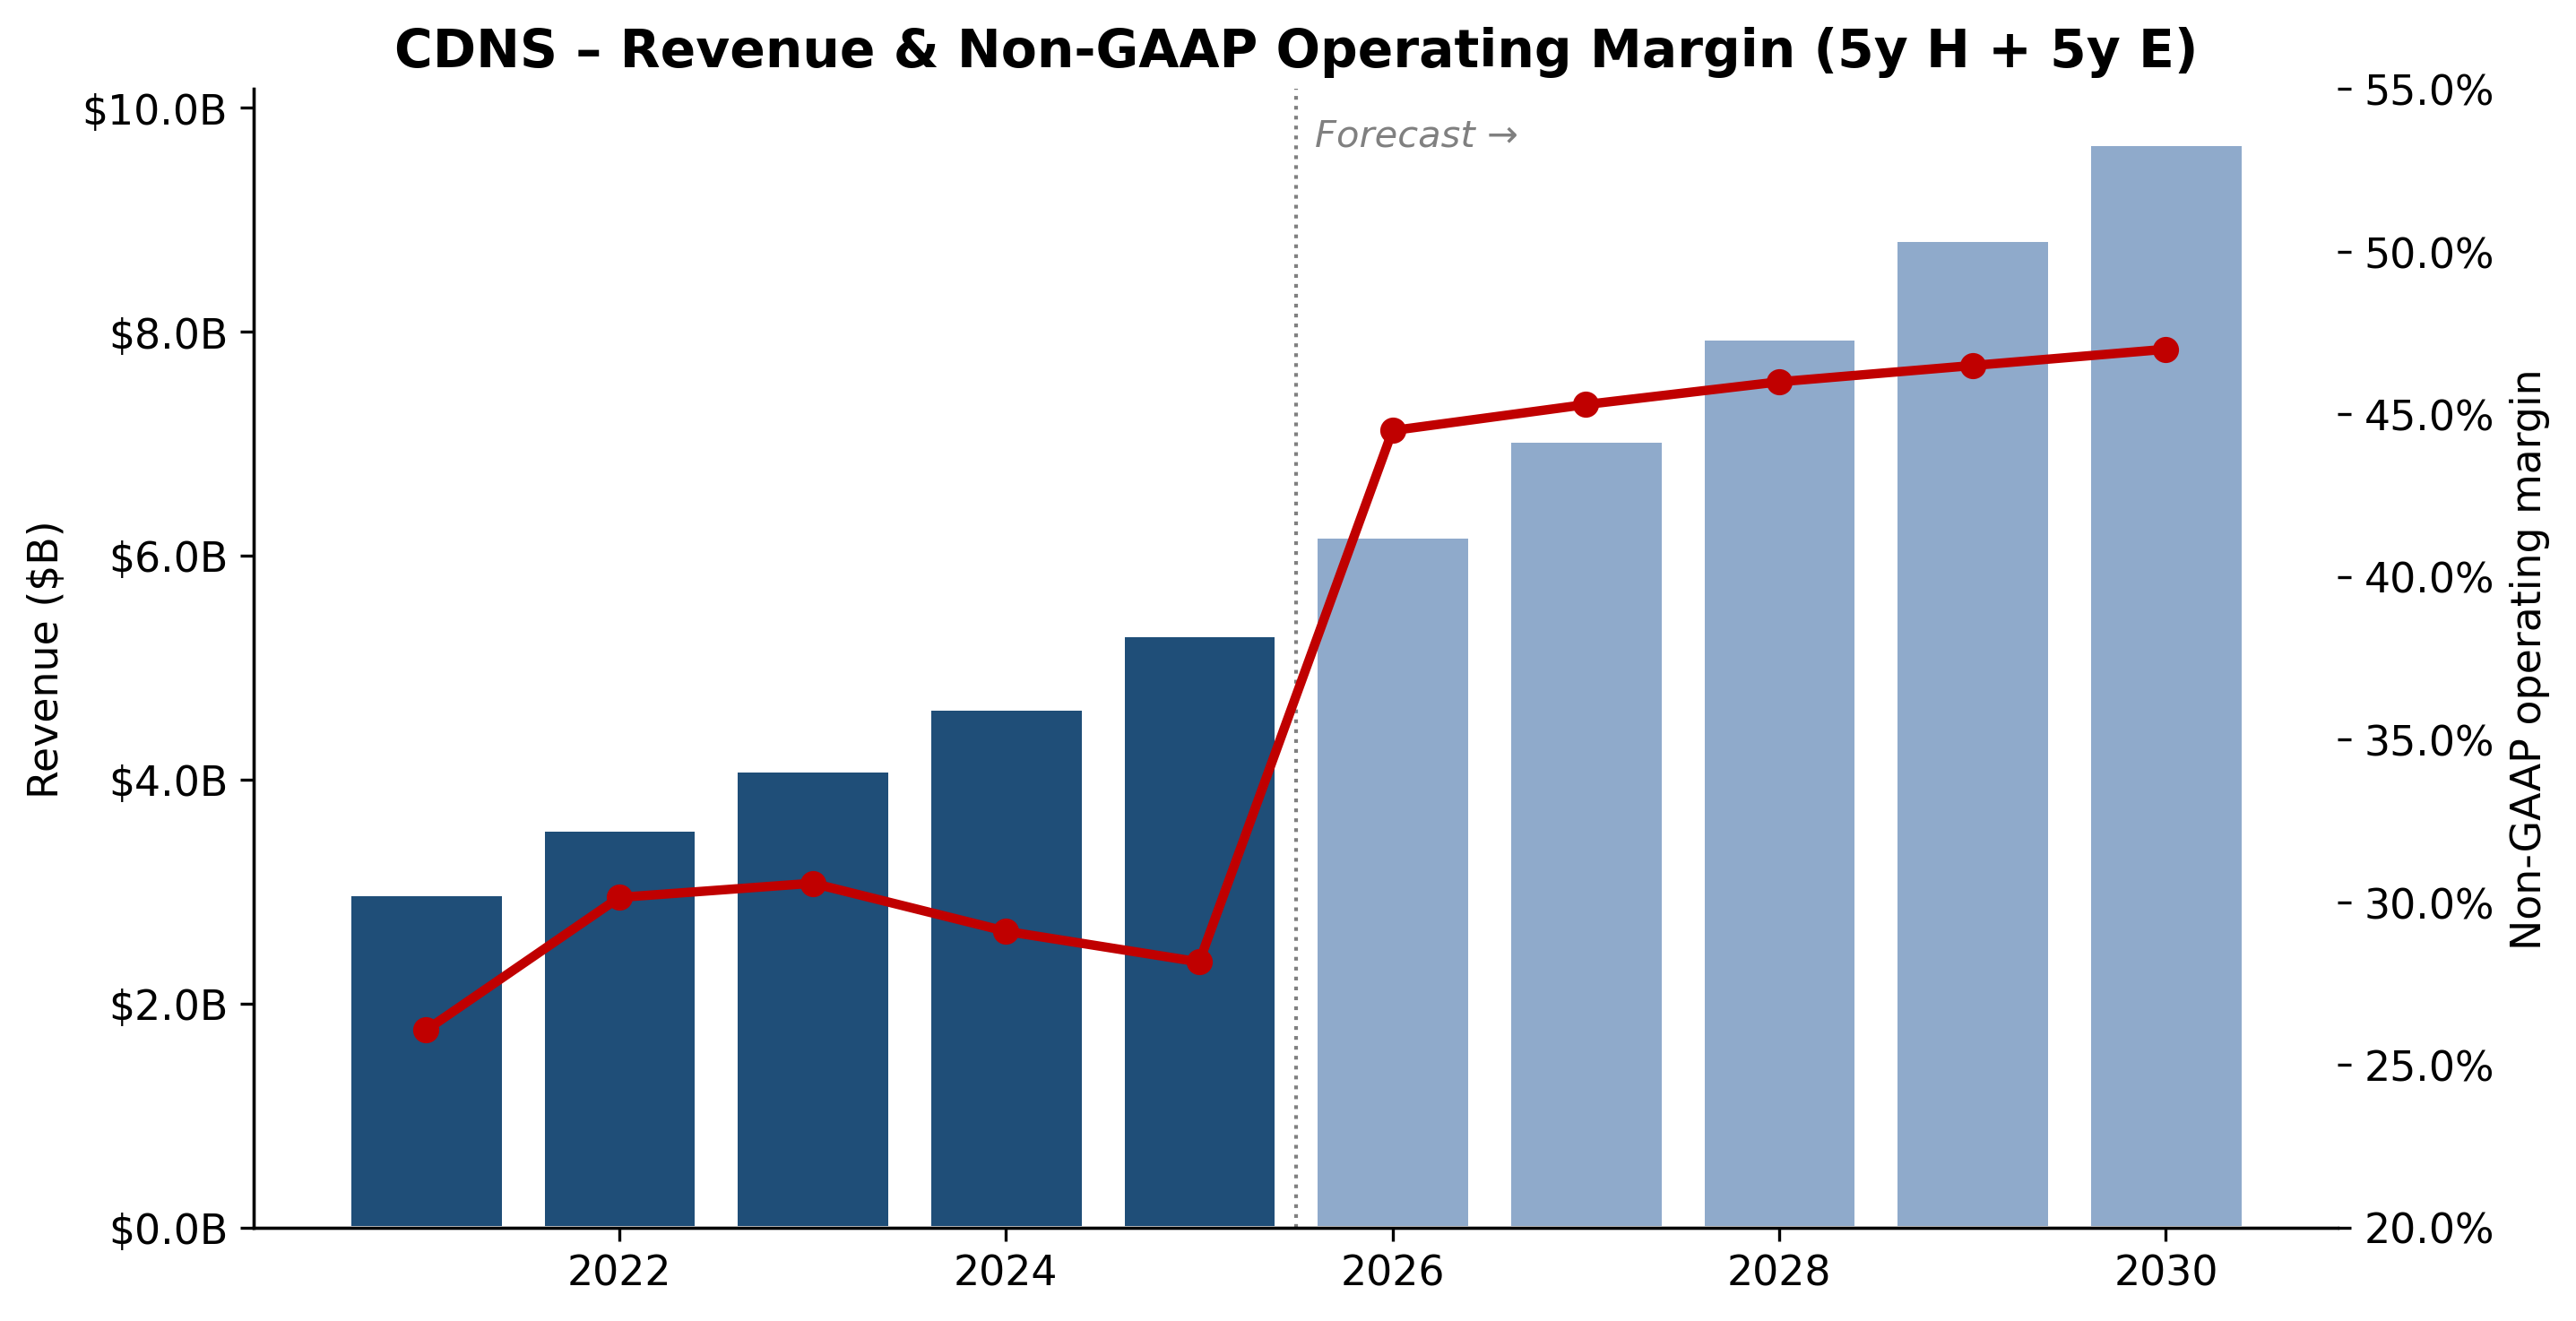 CDNS – Revenue & Non-GAAP Operating Margin (5y H + 5y E)
Forecast →
Revenue ($B)
$10.0B
$8.0B
$6.0B
$4.0B
$2.0B
$0.0B
55.0%
50.0%
45.0%
40.0%
35.0%
30.0%
25.0%
20.0%
Non-GAAP operating margin
2022
2024
2026
2028
2030